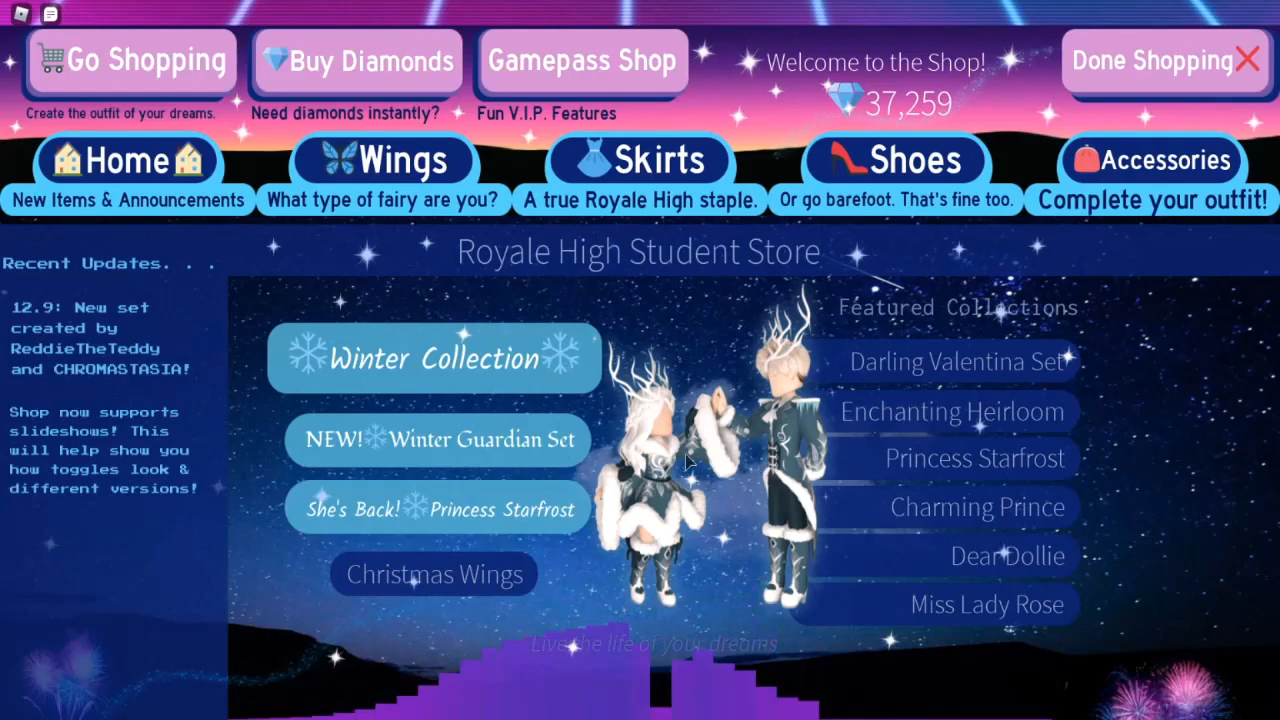 Go Shopping
Buy Diamonds
Gamepass Shop
Welcome to the Shop!
37,259
Done Shopping
Create the outfit of your dreams.
Need diamonds instantly?
Fun V.I.P. Features
Home
Wings
Skirts
Shoes
Accessories
New Items & Announcements
What type of fairy are you?
A true Royale High staple.
Or go barefoot. That's fine too.
Complete your outfit!
Royale High Student Store
Recent Updates. . .
12.9: New set
created by
ReddieTheTeddy
and CHROMASTASIA!
Shop now supports
slideshows! This
will help show you
how toggles look &
different versions!
Winter Collection
NEW! Winter Guardian Set
She's Back! Princess Starfrost
Christmas Wings
Featured Collections
Darling Valentina Set
Enchanting Heirloom
Princess Starfrost
Charming Prince
Dear Dollie
Miss Lady Rose
Live the life of your dreams